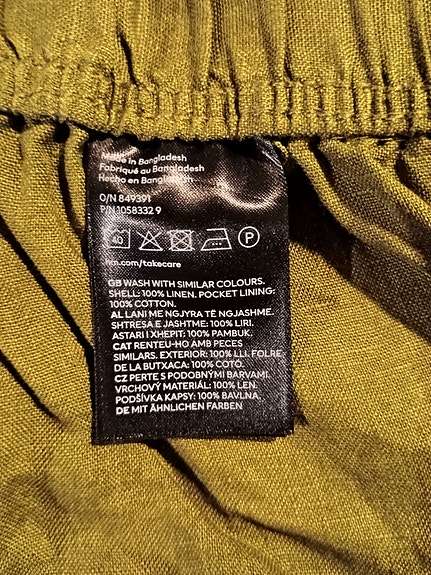 Made in Bangladesh
Fabriqué au Bangladesh
Hecho en Bangladesh
O/N 849391
P/N 1058332 9
40 P
hm.com/takecare
GB WASH WITH SIMILAR COLOURS.
SHELL: 100% LINEN. POCKET LINING:
100% COTTON.
AL LANI ME NGJYRA TË NGJASHME.
SHTRESA E JASHTME: 100% LIRI.
ASTARI I XHEPIT: 100% PAMBUK.
CAT RENTEU-HO AMB PECES
SIMILARS. EXTERIOR: 100% LLI. FOLRE
DE LA BUTXACA: 100% COTÓ.
CZ PERTE S PODOBNÝMI BARVAMI.
VRCHOVÝ MATERIÁL: 100% LEN.
PODŠÍVKA KAPSY: 100% BAVLNA.
DE MIT ÄHNLICHEN FARBEN